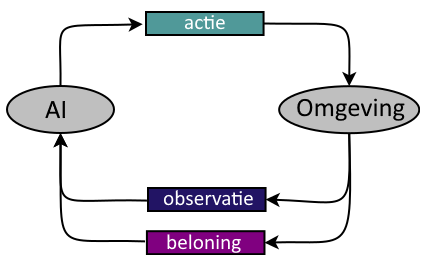 actie
AI
Omgeving
observatie
beloning